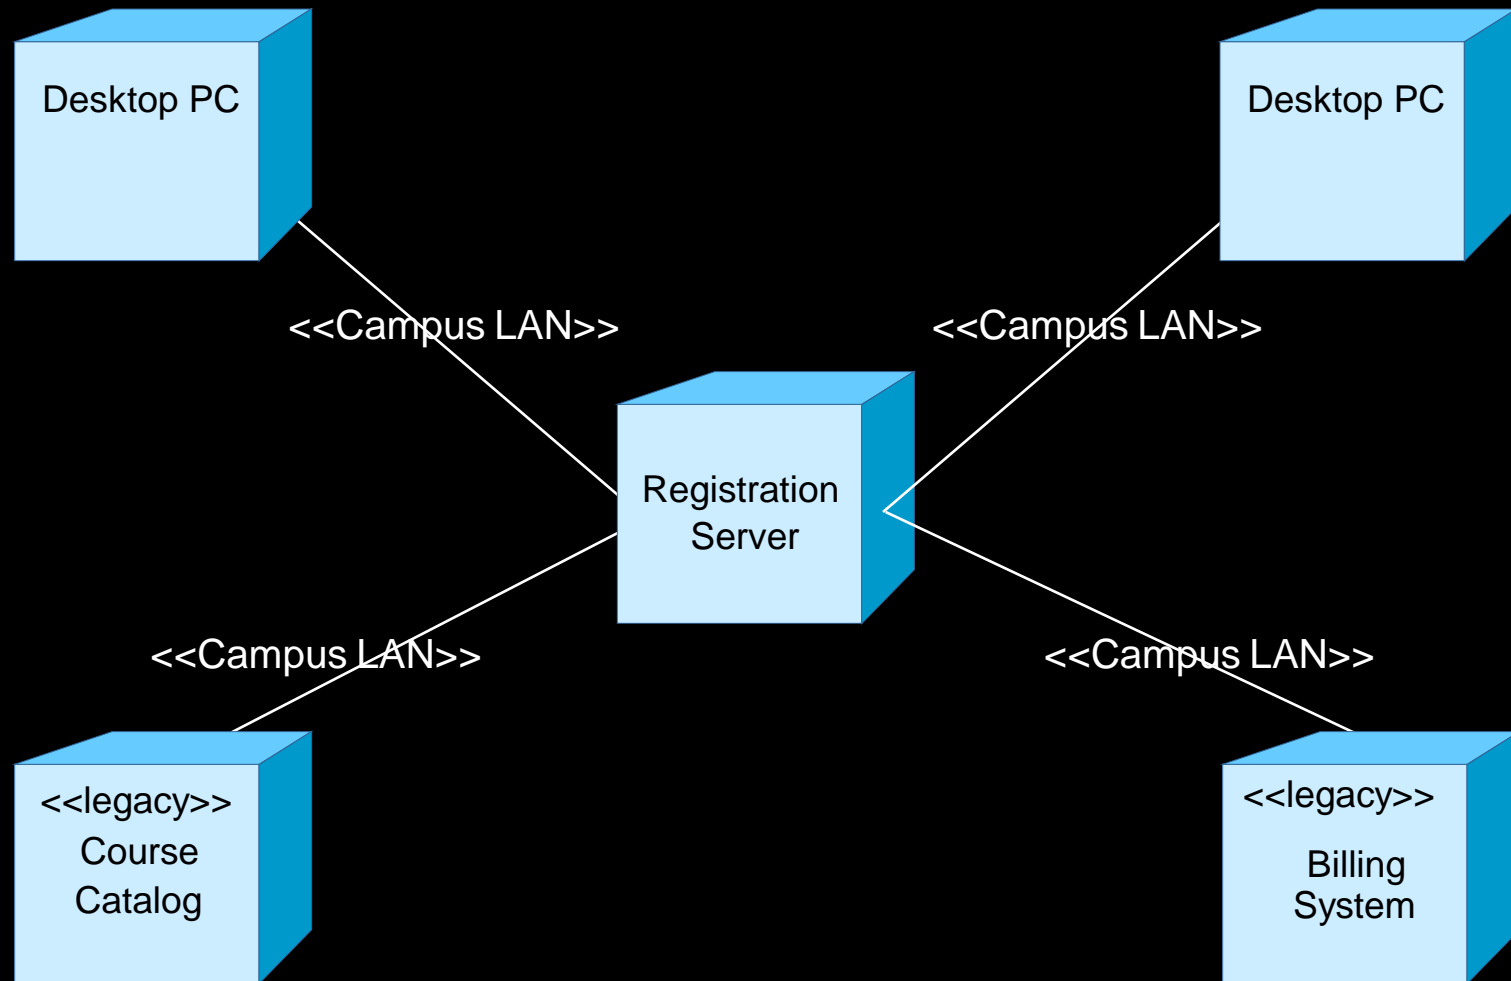 Desktop PC
Desktop PC
<<Campus LAN>>
<<Campus LAN>>
Registration
Server
<<Campus LAN>>
<<Campus LAN>>
<<legacy>>
Course
Catalog
<<legacy>>
Billing
System